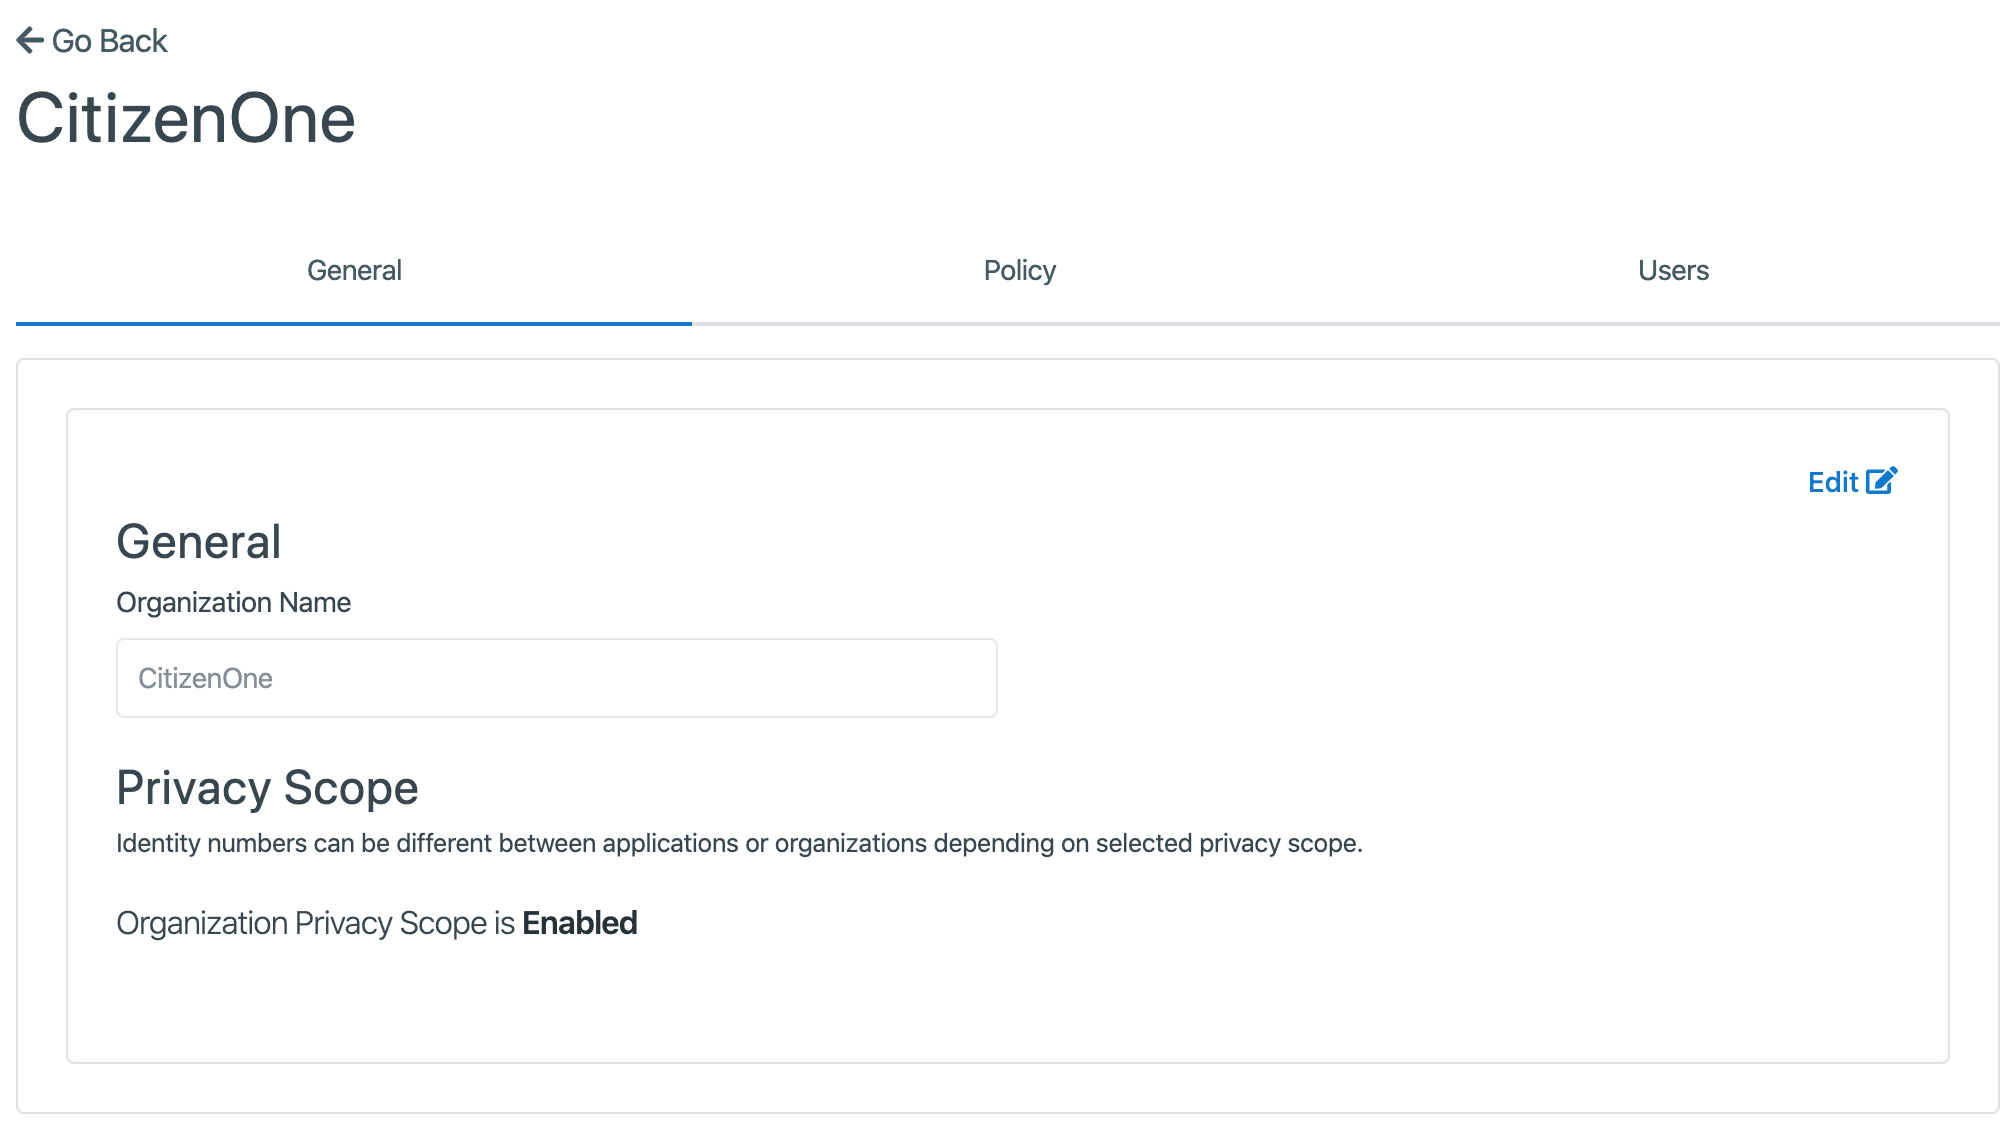 Go Back
CitizenOne
General Policy Users
Edit
General
Organization Name
CitizenOne
Privacy Scope
Identity numbers can be different between applications or organizations depending on selected privacy scope.
Organization Privacy Scope is Enabled